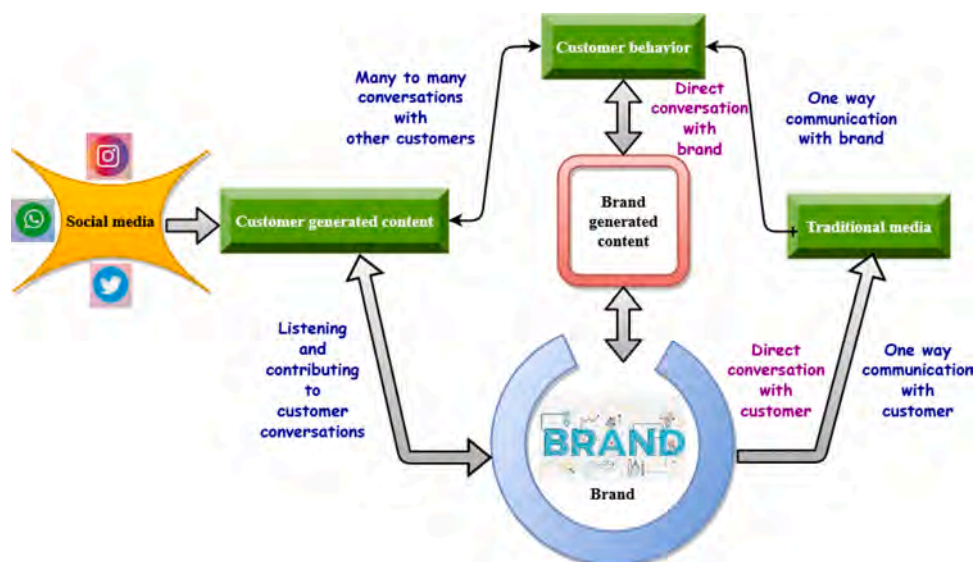 Customer behavior
Many to many
conversations
with
other customers
Direct
conversation
with
brand
One way
communication
with brand
Social media
Customer generated content
Brand
generated
content
Traditional media
Listening
and
contributing
to
customer
conversations
Direct
conversation
with
customer
One way
communication
with
customer
BRAND
Brand